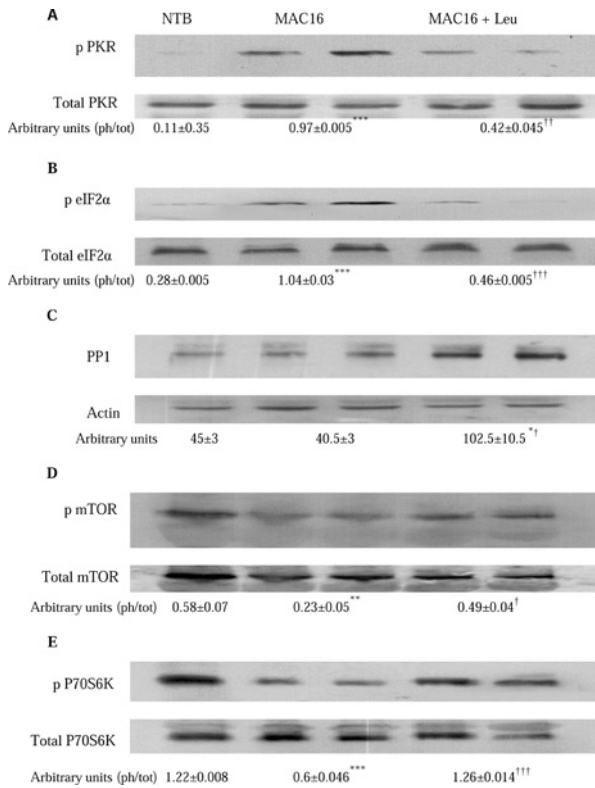 A
NTB MAC16 MAC16 + Leu
p PKR
Total PKR
Arbitrary units (ph/tot) 0.11±0.35 0.97±0.005*** 0.42±0.045††
B
p eIF2α
Total eIF2α
Arbitrary units (ph/tot) 0.28±0.005 1.04±0.03*** 0.46±0.005†††
C
PP1
Actin
Arbitrary units 45±3 40.5±3 102.5±10.5*†
D
p mTOR
Total mTOR
Arbitrary units (ph/tot) 0.58±0.07 0.23±0.05** 0.49±0.04†
E
p P70S6K
Total P70S6K
Arbitrary units (ph/tot) 1.22±0.008 0.6±0.046*** 1.26±0.014†††